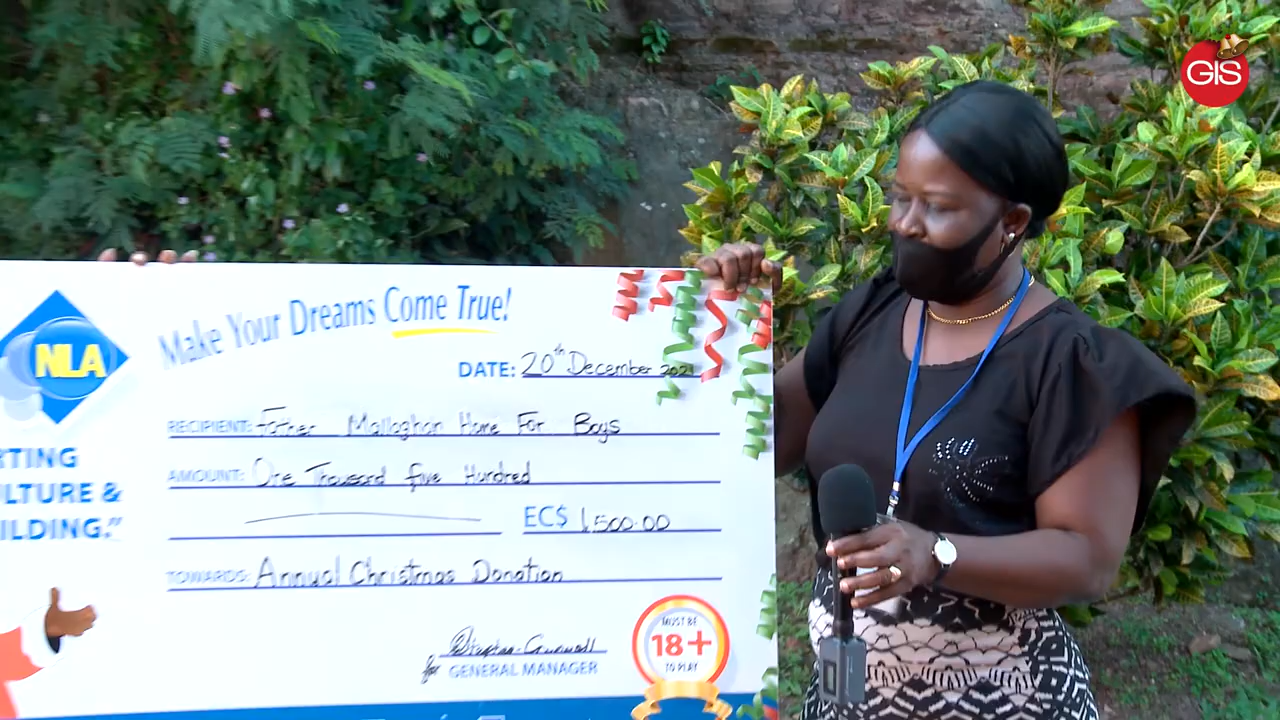 GIS
Make Your Dreams Come True!
NLA
DATE: 20th December 2021
RECIPIENT: Father Mallaghan Home For Boys
RTING
AMOUNT: One Thousand Five Hundred
ULTURE &
EC$ 1,500.00
ILDING."
TOWARDS: Annual Christmas Donation
MUST BE
18+
TO PLAY
for GENERAL MANAGER